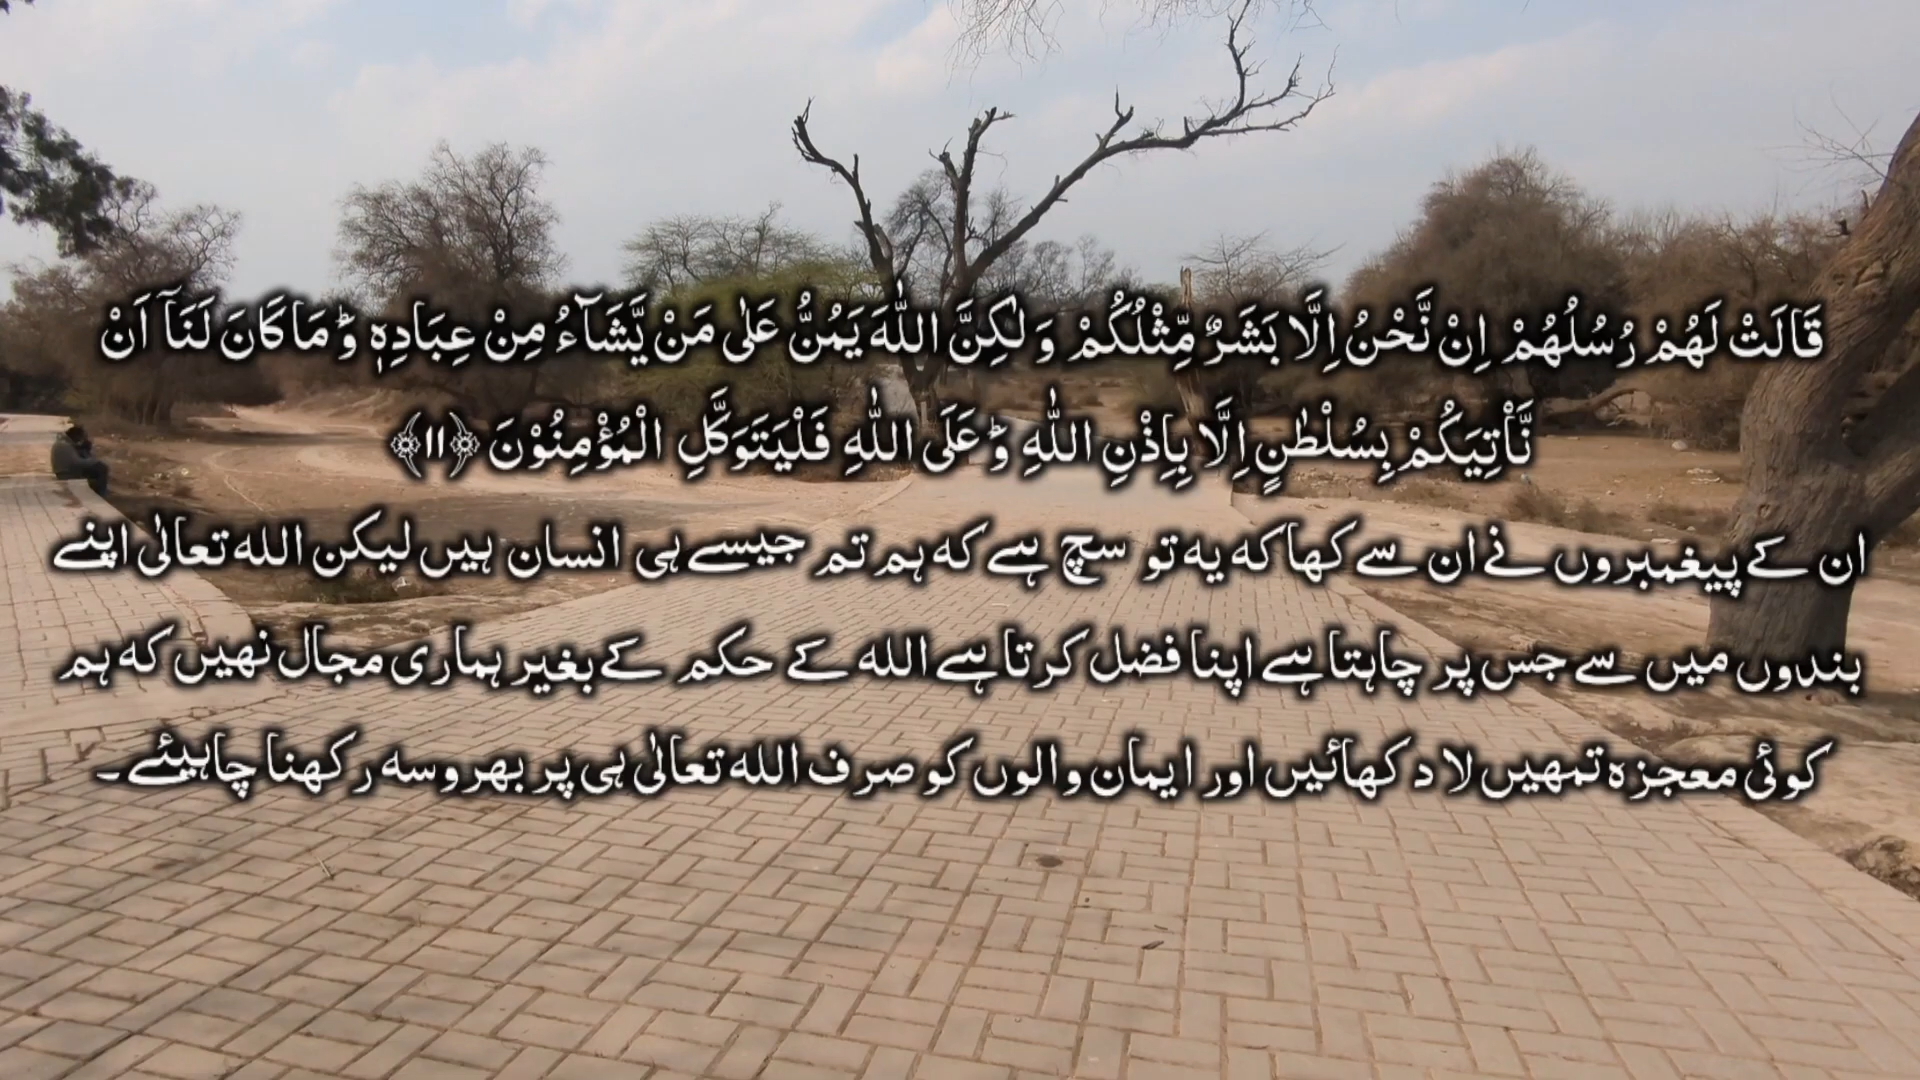 قَالَتْ لَهُمْ رُسُلُهُمْ اِنْ نَّحْنُ اِلَّا بَشَرٌ مِّثْلُكُمْ وَ لٰكِنَّ اللّٰهَ یَمُنُّ عَلٰی مَنْ یَّشَآءُ مِنْ عِبَادِهٖ ؕ وَ مَا كَانَ لَنَاۤ اَنْ
نَّاْتِیَكُمْ بِسُلْطٰنٍ اِلَّا بِاِذْنِ اللّٰهِ ؕ وَ عَلَی اللّٰهِ فَلْیَتَوَكَّلِ الْمُؤْمِنُوْنَ ﴿۱۱﴾
ان کے پیغمبروں نے ان سے کہا کہ یہ تو سچ ہے کہ ہم تم جیسے ہی انسان ہیں لیکن اللہ تعالیٰ اپنے
بندوں میں سے جس پر چاہتا ہے اپنا فضل کرتا ہے اللہ کے حکم کے بغیر ہماری مجال نہیں کہ ہم
کوئی معجزہ تمہیں لا دکھائیں اور ایمان والوں کو صرف اللہ تعالیٰ ہی پر بھروسہ رکھنا چاہیئے۔